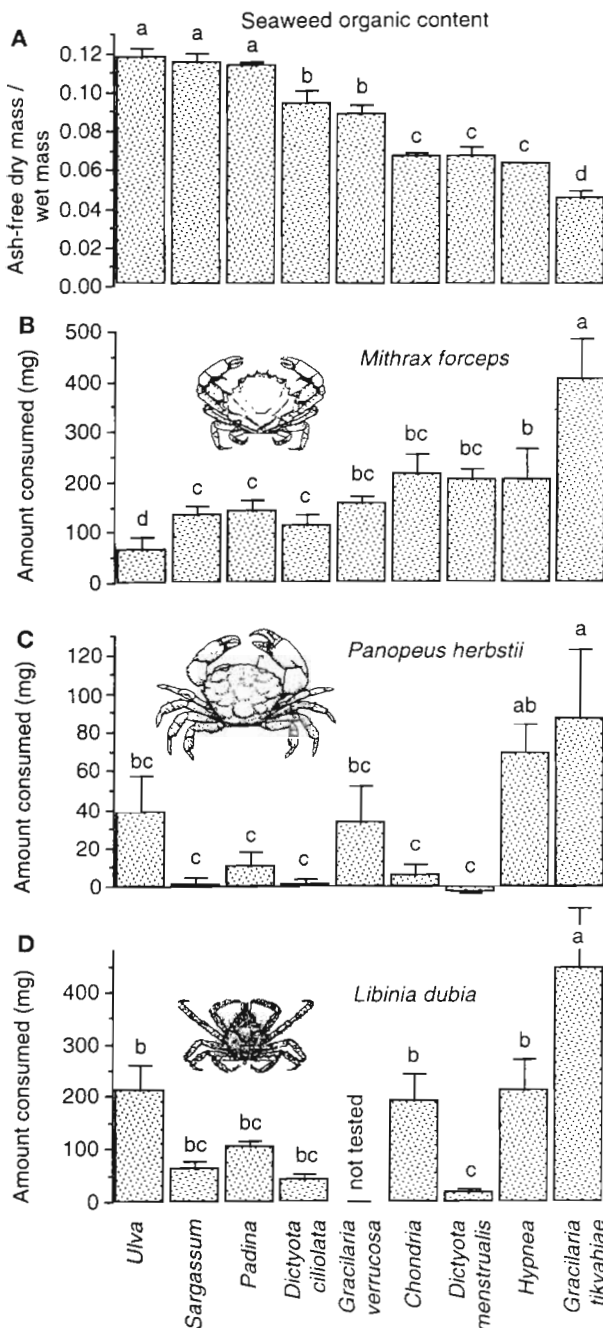 A
Seaweed organic content
Ash-free dry mass /
wet mass
0.12
0.10
0.08
0.06
0.04
0.02
0.00
a
a
a
b
b
c
c
c
d
B
Mithrax forceps
Amount consumed (mg)
500
400
300
200
100
0
d
c
c
c
bc
bc
bc
b
a
C
Panopeus herbstii
Amount consumed (mg)
120
100
80
60
40
20
0
bc
c
c
c
bc
c
c
ab
a
D
Libinia dubia
Amount consumed (mg)
400
300
200
100
0
b
bc
bc
bc
not tested
b
c
b
a
Ulva
Sargassum
Padina
Dictyota
ciliolata
Gracilaria
verrucosa
Chondria
Dictyota
menstrualis
Hypnea
Gracilaria
tikvahiae